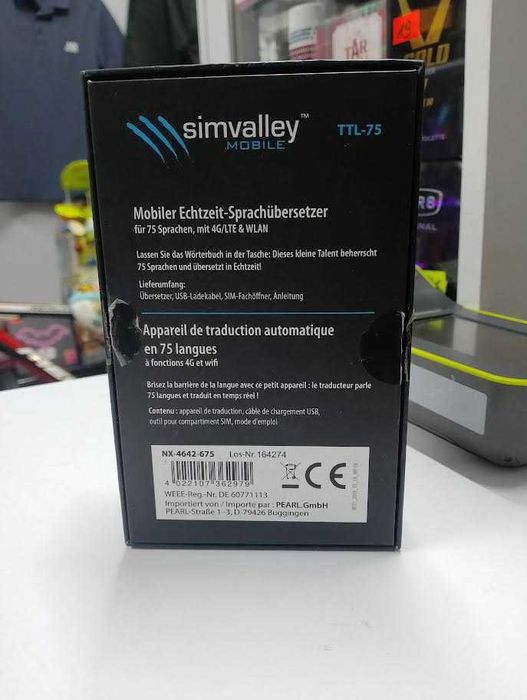 TAR
19
GOLD
simvalley™
MOBILE
TTL-75
Mobiler Echtzeit-Sprachübersetzer
für 75 Sprachen, mit 4G/LTE & WLAN
Lassen Sie das Wörterbuch in der Tasche: Dieses kleine Talent beherrscht
75 Sprachen und übersetzt in Echtzeit!
Lieferumfang:
Übersetzer, USB-Ladekabel, SIM-Fachöffner, Anleitung
Appareil de traduction automatique
en 75 langues
à fonctions 4G et wifi
Brisez la barrière de la langue avec ce petit appareil : le traducteur parle
75 langues et traduit en temps réel !
Contenu : appareil de traduction, câble de chargement USB,
outil pour compartiment SIM, mode d'emploi
NX-4642-675 Los-Nr. 164274
4 022107 362979
CE
WEEE-Reg.-Nr. DE 60771113
Importiert von / Importé par : PEARL.GmbH
PEARL-Straße 1–3, D-79426 Buggingen